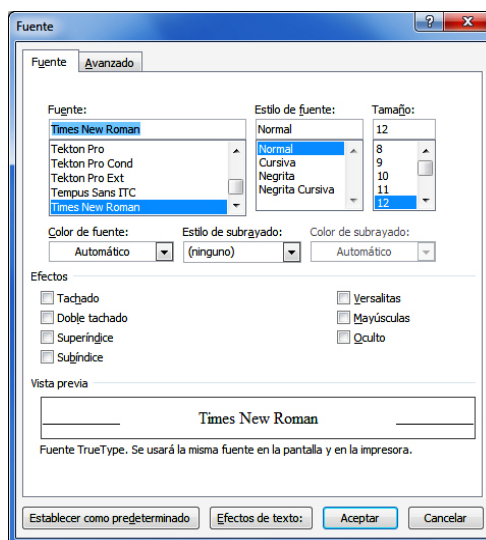 Fuente
Fuente Avanzado
Fuente: Estilo de fuente: Tamaño:
Times New Roman Normal 12
Tekton Pro Normal 8
Tekton Pro Cond Cursiva 9
Tekton Pro Ext Negrita 10
Tempus Sans ITC Negrita Cursiva 11
Times New Roman 12
Color de fuente: Estilo de subrayado: Color de subrayado:
Automático (ninguno) Automático
Efectos
Tachado Versalitas
Doble tachado Mayúsculas
Superíndice Oculto
Subíndice
Vista previa
Times New Roman
Fuente TrueType. Se usará la misma fuente en la pantalla y en la impresora.
Establecer como predeterminado Efectos de texto: Aceptar Cancelar